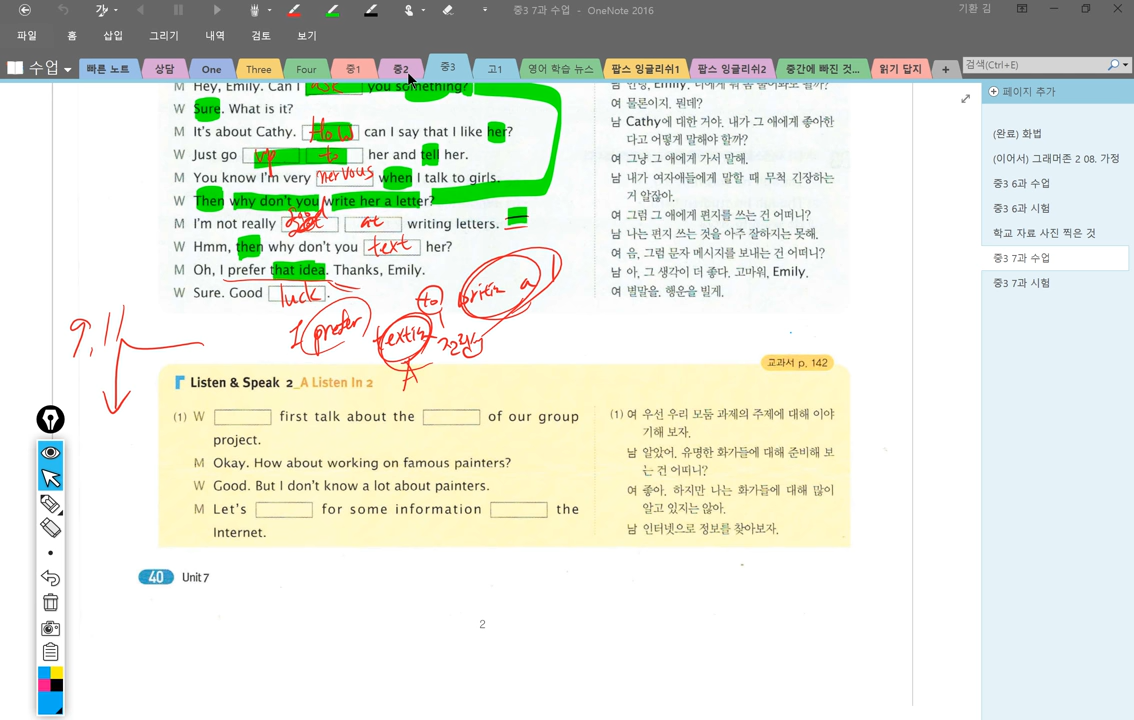 중3 7과 수업 - OneNote 2016
기환 김
파일 홈 삽입 그리기 내역 검토 보기
수업 빠른 노트 상담 One Three Four 중1 중2 중3 고1 영어 학습 뉴스 팝스 잉글리쉬1 팝스 잉글리쉬2 중간에 빠진 것... 읽기 답지 +
검색(Ctrl+E)
페이지 추가
(완료) 화법
(이어서) 그래머존 2 08. 가정
중3 6과 수업
중3 6과 시험
학교 자료 사진 찍은 것
중3 7과 수업
중3 7과 시험
M Hey, Emily. Can I ask you something?
W Sure. What is it?
M It's about Cathy. How can I say that I like her?
W Just go up to her and tell her.
M You know I'm very nervous when I talk to girls.
W Then why don't you write her a letter?
M I'm not really good at writing letters.
W Hmm, then why don't you text her?
M Oh, I prefer that idea. Thanks, Emily.
W Sure. Good luck.
여 물론이지. 뭔데?
남 Cathy에 대한 거야. 내가 그 애에게 좋아한
다고 어떻게 말해야 할까?
여 그냥 그 애에게 가서 말해.
남 내가 여자애들에게 말할 때 무척 긴장하는
거 알잖아.
여 그럼 그 애에게 편지를 쓰는 건 어떠니?
남 나는 편지 쓰는 것을 아주 잘하지는 못해.
여 음, 그럼 문자 메시지를 보내는 건 어떠니?
남 아, 그 생각이 더 좋다. 고마워, Emily.
여 별말을. 행운을 빌게.
I prefer to
전치사
A
9, 11
교과서 p. 142
Listen & Speak 2_A Listen In 2
(1) W first talk about the of our group
project.
M Okay. How about working on famous painters?
W Good. But I don't know a lot about painters.
M Let's for some information the
Internet.
(1) 여 우선 우리 모둠 과제의 주제에 대해 이야
기해 보자.
남 알았어. 유명한 화가들에 대해 준비해 보
는 건 어떠니?
여 좋아. 하지만 나는 화가들에 대해 많이
알고 있지는 않아.
남 인터넷으로 정보를 찾아보자.
40 Unit 7
2